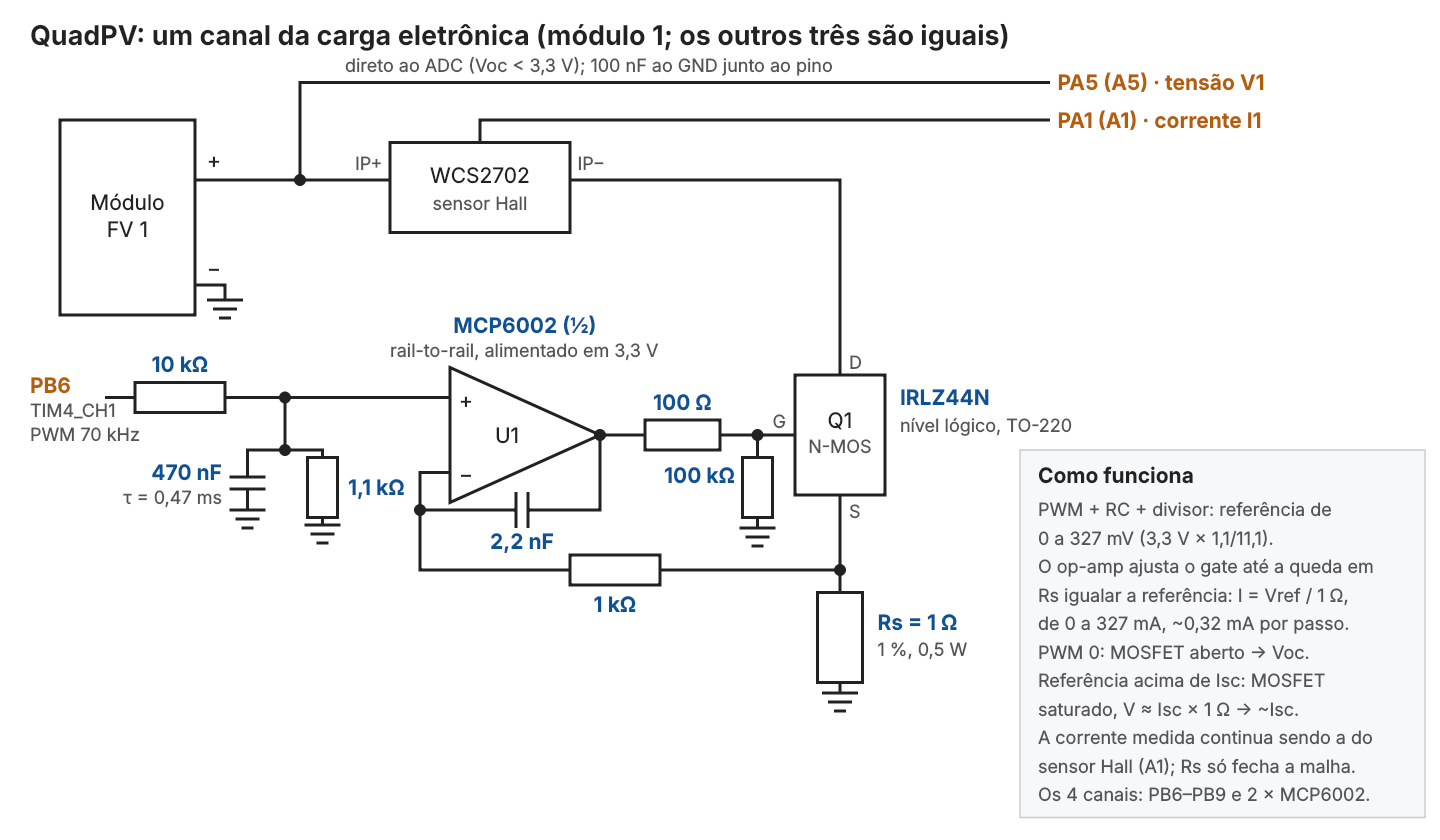 QuadPV: um canal da carga eletrônica (módulo 1; os outros três são iguais)
direto ao ADC (Voc < 3,3 V); 100 nF ao GND junto ao pino
PA5 (A5) · tensão V1
PA1 (A1) · corrente I1
+
IP+
IP−
WCS2702
sensor Hall
Módulo
FV 1
−
MCP6002 (½)
rail-to-rail, alimentado em 3,3 V
10 kΩ
PB6
TIM4_CH1
PWM 70 kHz
470 nF
τ = 0,47 ms
1,1 kΩ
+
U1
−
2,2 nF
1 kΩ
100 Ω
100 kΩ
G
D
Q1
N-MOS
S
IRLZ44N
nível lógico, TO-220
Rs = 1 Ω
1 %, 0,5 W
Como funciona
PWM + RC + divisor: referência de
0 a 327 mV (3,3 V × 1,1/11,1).
O op-amp ajusta o gate até a queda em
Rs igualar a referência: I = Vref / 1 Ω,
de 0 a 327 mA, ~0,32 mA por passo.
PWM 0: MOSFET aberto → Voc.
Referência acima de Isc: MOSFET
saturado, V ≈ Isc × 1 Ω → ~Isc.
A corrente medida continua sendo a do
sensor Hall (A1); Rs só fecha a malha.
Os 4 canais: PB6–PB9 e 2 × MCP6002.